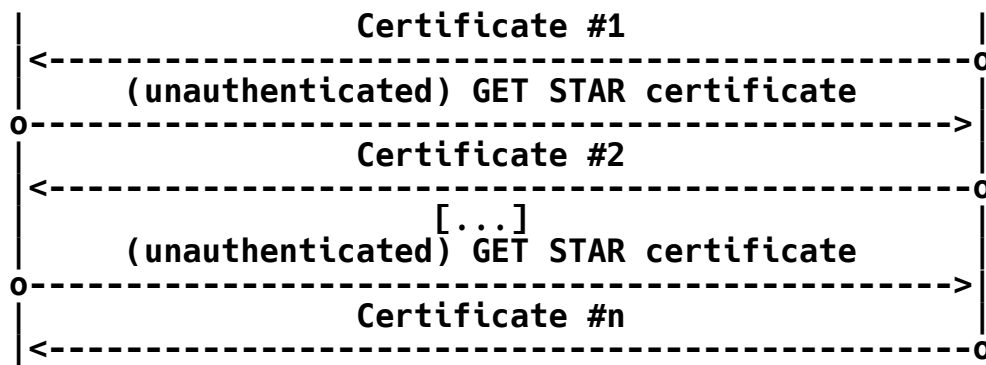 Certificate #1
(unauthenticated) GET STAR certificate
Certificate #2
[...]
(unauthenticated) GET STAR certificate
Certificate #n